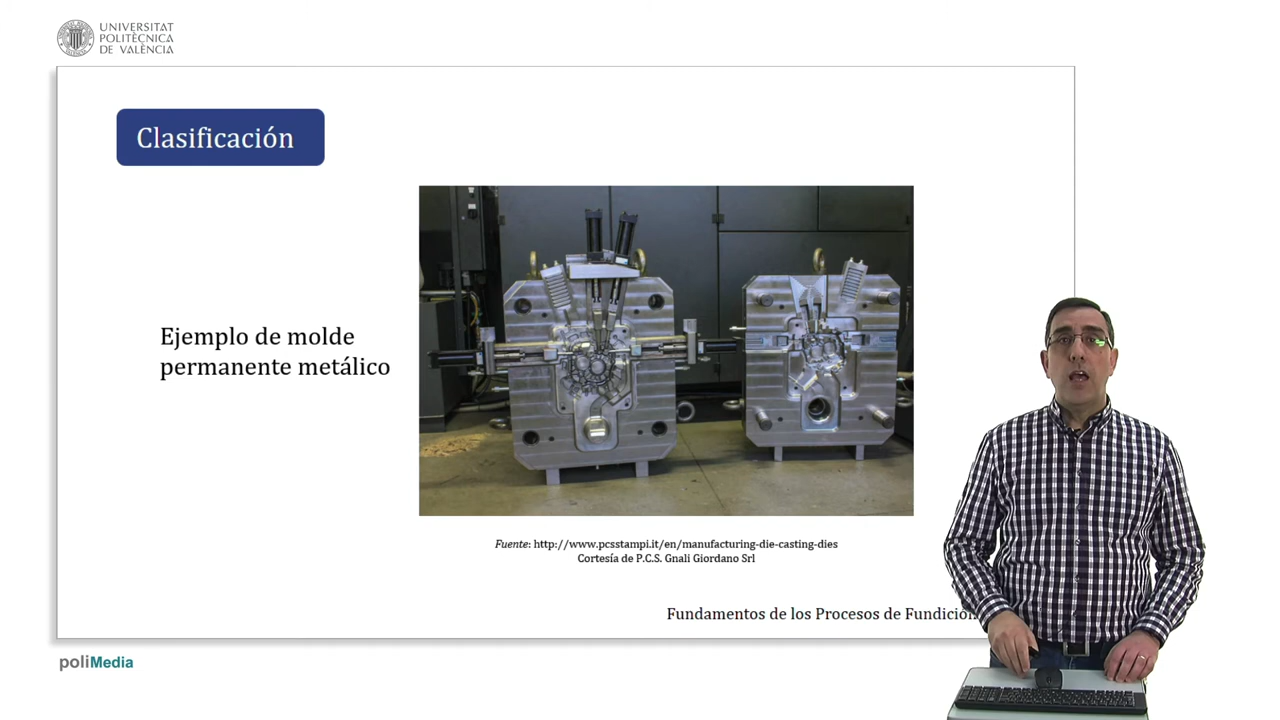 UNIVERSITAT
POLITÈCNICA
DE VALÈNCIA
Clasificación
Ejemplo de molde
permanente metálico
Fuente: http://www.pcsstampi.it/en/manufacturing-die-casting-dies
Cortesía de P.C.S. Gnali Giordano Srl
Fundamentos de los Procesos de Fundición
poliMedia